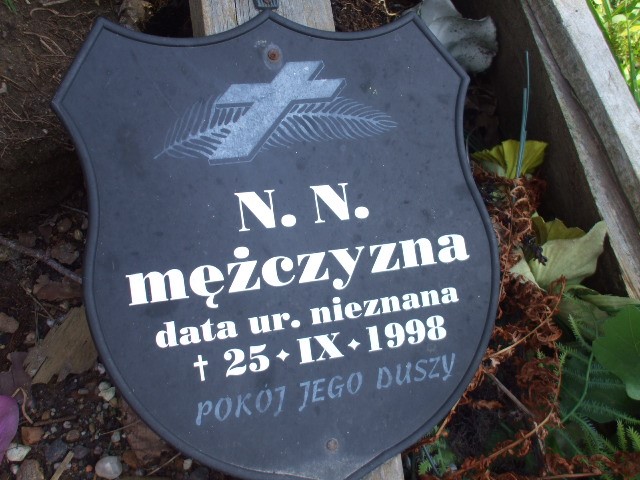 N. N.
mężczyzna
data ur. nieznana
† 25 • IX • 1998
POKÓJ JEGO DUSZY